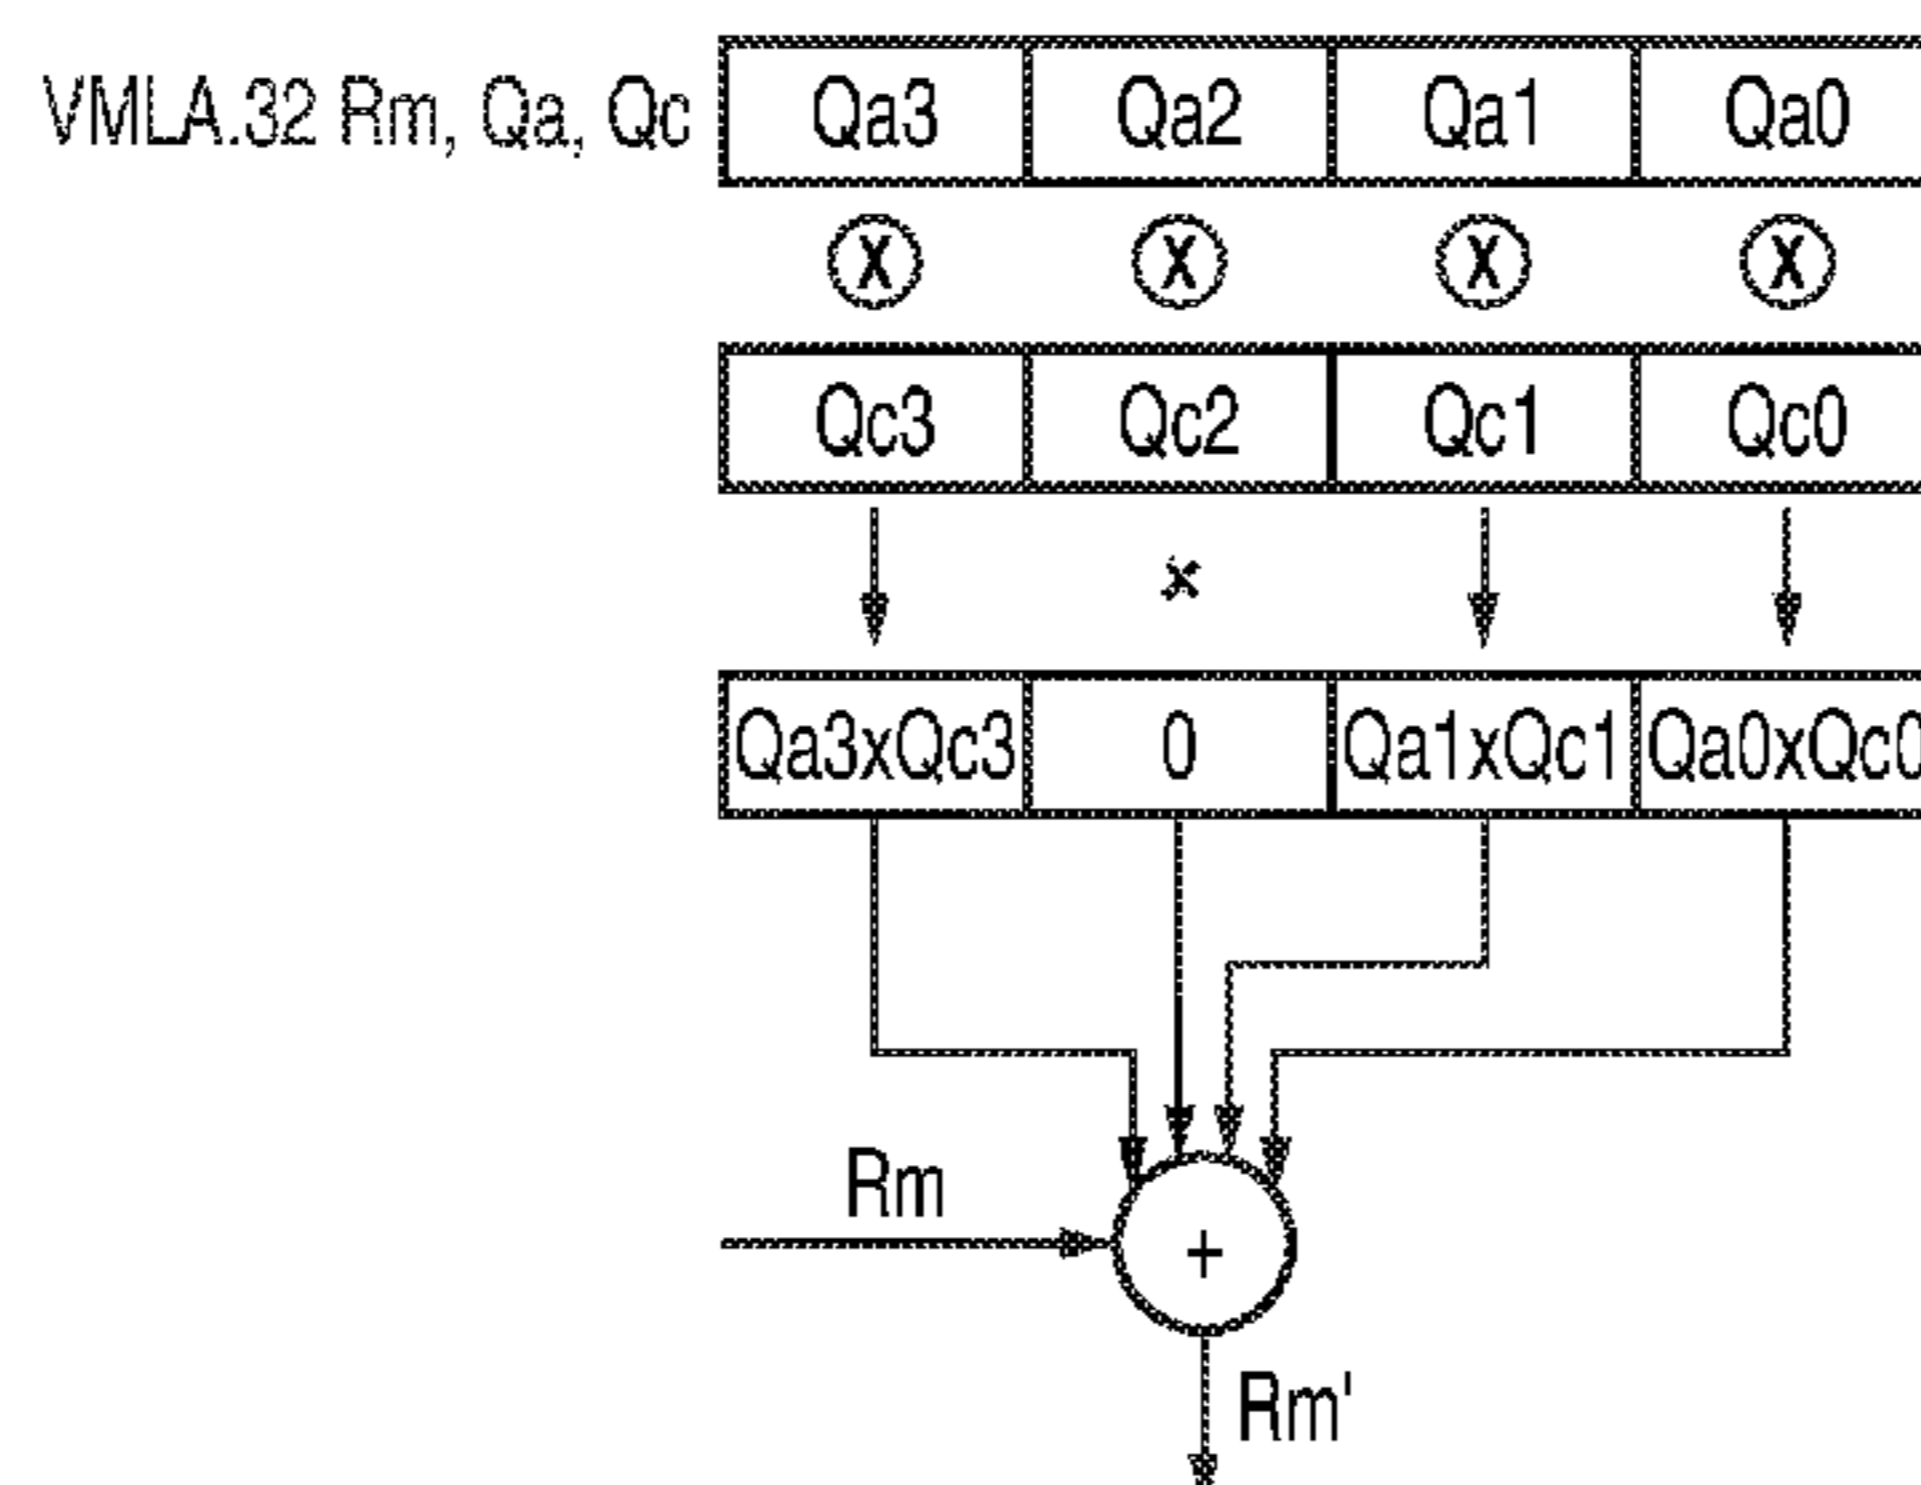 VMLA.32 Rm, Qa, Qc Qa3 Qa2 Qa1 Qa0
X X X X
Qc3 Qc2 Qc1 Qc0
×
Qa3xQc3 0 Qa1xQc1 Qa0xQc0
Rm
+
Rm'